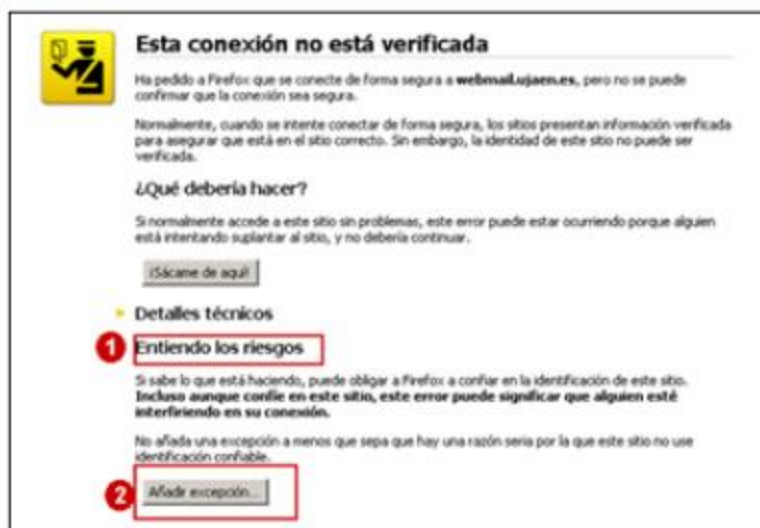 Esta conexión no está verificada
Ha pedido a Firefox que se conecte de forma segura a webmail.ujaen.es, pero no se puede
confirmar que la conexión sea segura.
Normalmente, cuando se intente conectar de forma segura, los sitios presentan información verificada
para asegurar que está en el sitio correcto. Sin embargo, la identidad de este sitio no puede ser
verificada.
¿Qué debería hacer?
Si normalmente accede a este sitio sin problemas, este error puede estar ocurriendo porque alguien
está intentando suplantar al sitio, y no debería continuar.
¡Sácame de aquí!
Detalles técnicos
1 Entiendo los riesgos
Si sabe lo que está haciendo, puede obligar a Firefox a confiar en la identificación de este sitio.
Incluso aunque confíe en este sitio, este error puede significar que alguien esté
interfiriendo en su conexión.
No añada una excepción a menos que sepa que hay una razón seria por la que este sitio no use
identificación confiable.
2 Añadir excepción...